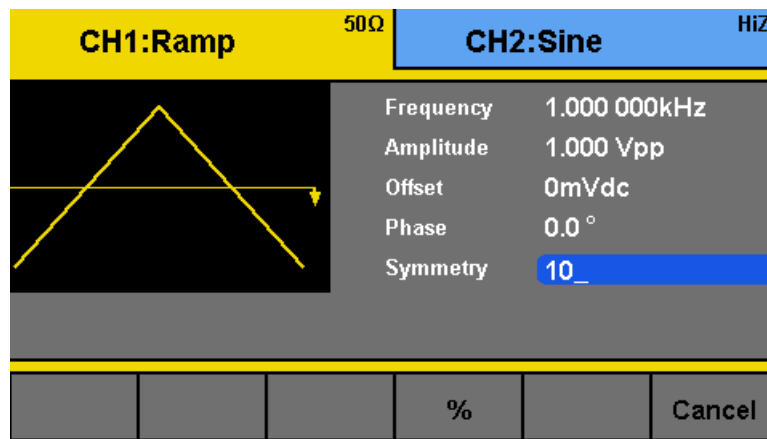 CH1:Ramp 50Ω CH2:Sine HiZ
Frequency 1.000 000kHz
Amplitude 1.000 Vpp
Offset 0mVdc
Phase 0.0 °
Symmetry 10_
% Cancel